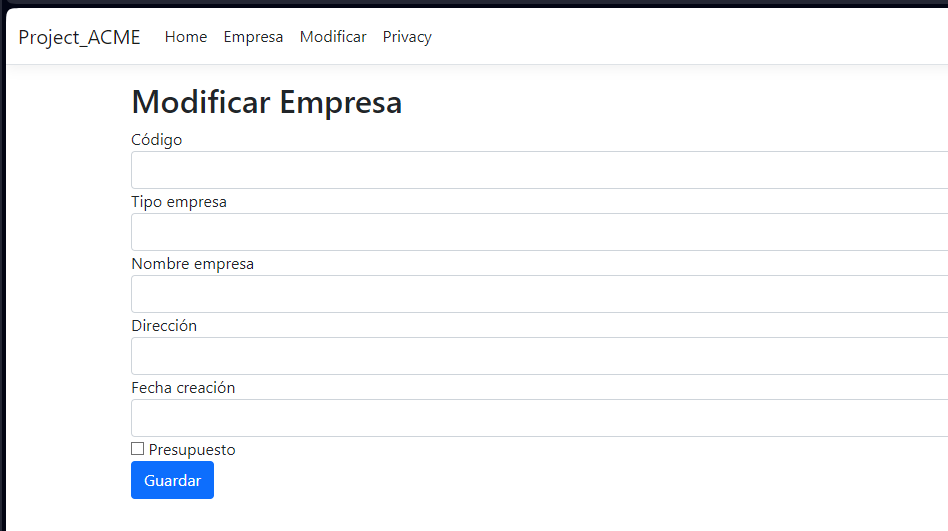 Project_ACME Home Empresa Modificar Privacy
Modificar Empresa
Código
Tipo empresa
Nombre empresa
Dirección
Fecha creación
Presupuesto
Guardar